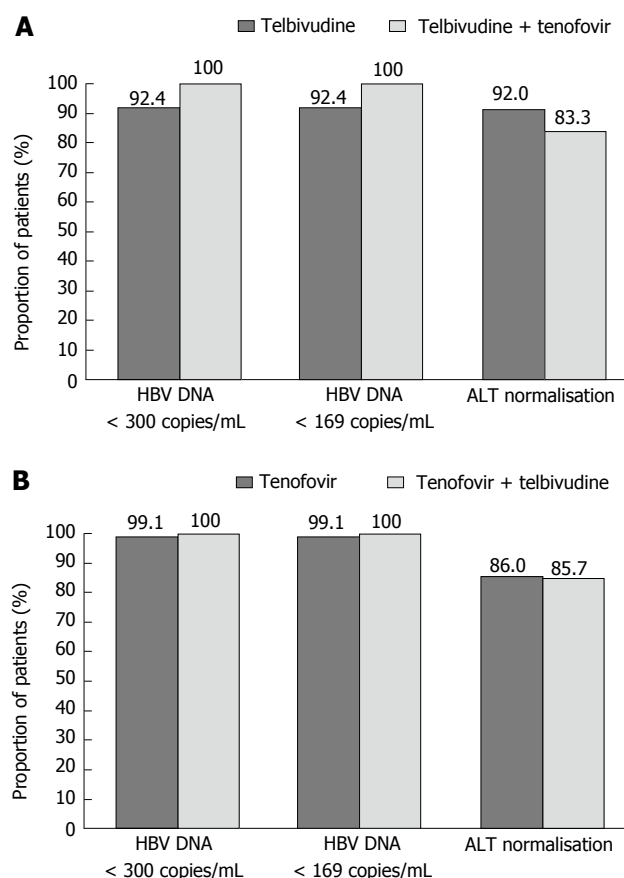 A
Telbivudine Telbivudine + tenofovir
Proportion of patients (%)
100
90
80
70
60
50
40
30
20
10
0
92.4 100 92.4 100 92.0 83.3
HBV DNA HBV DNA ALT normalisation
< 300 copies/mL < 169 copies/mL
B
Tenofovir Tenofovir + telbivudine
Proportion of patients (%)
100
90
80
70
60
50
40
30
20
10
0
99.1 100 99.1 100 86.0 85.7
HBV DNA HBV DNA ALT normalisation
< 300 copies/mL < 169 copies/mL